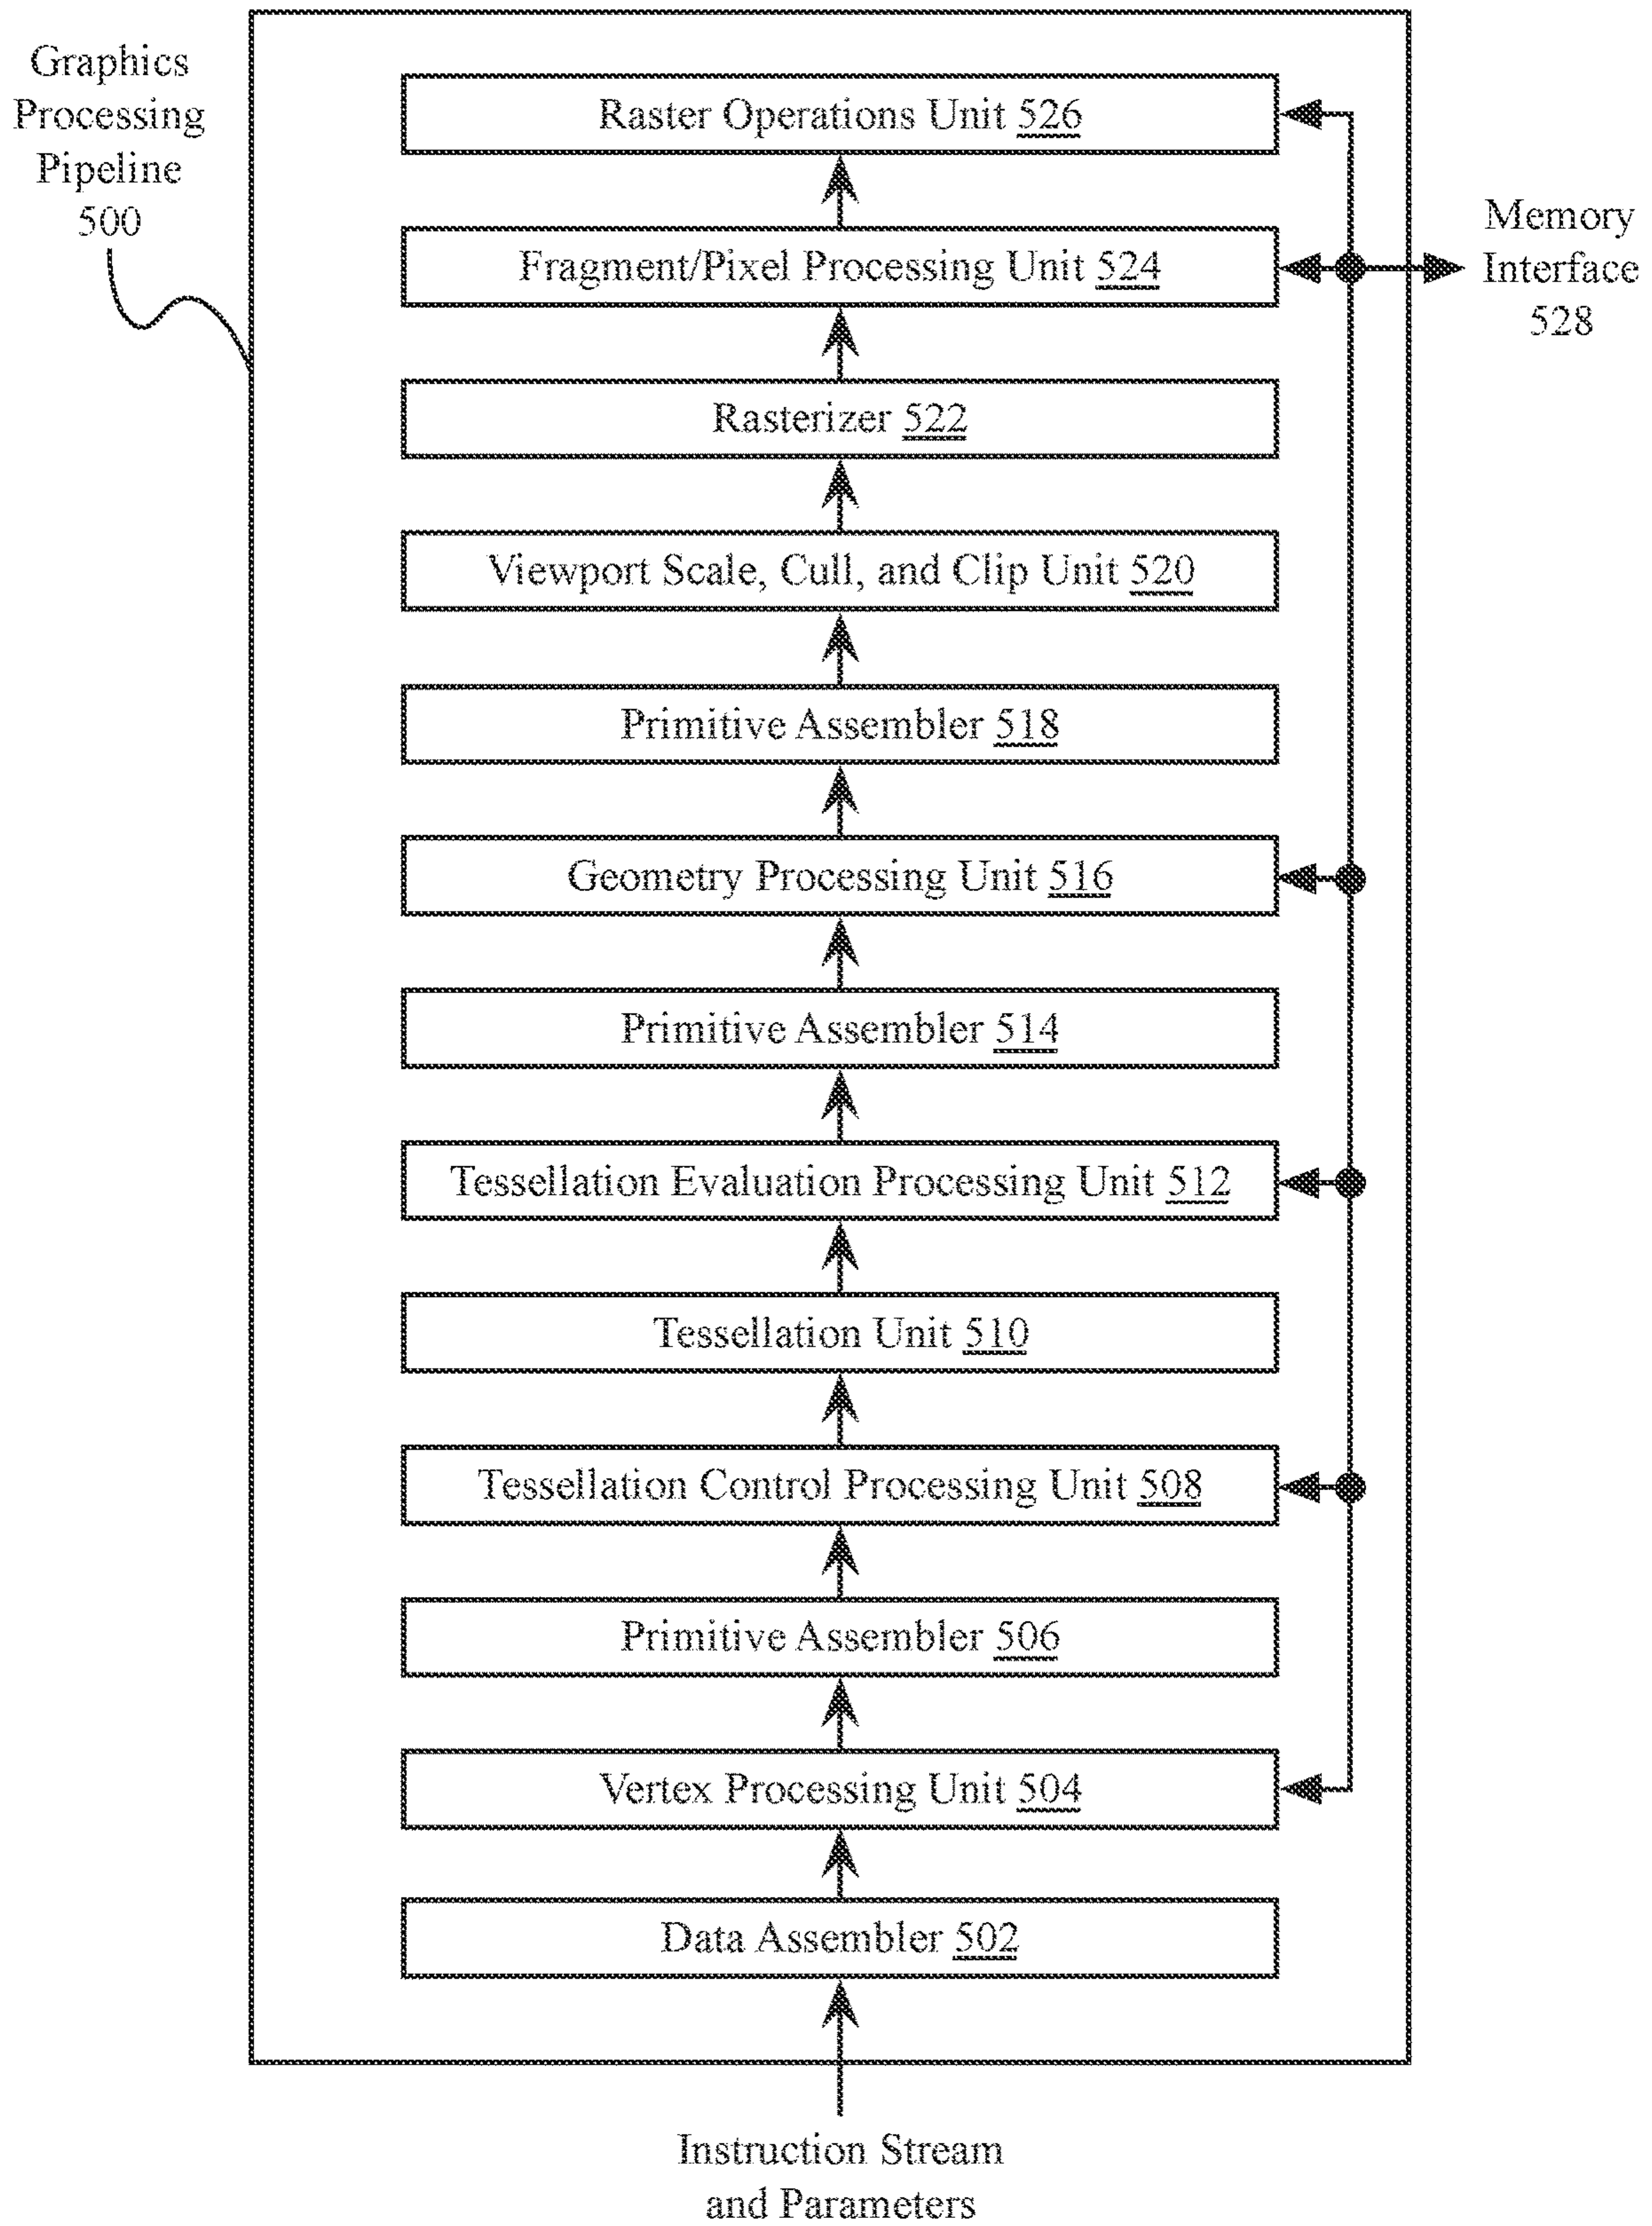 Graphics
Processing
Pipeline
500
Raster Operations Unit 526
Fragment/Pixel Processing Unit 524
Memory
Interface
528
Rasterizer 522
Viewport Scale, Cull, and Clip Unit 520
Primitive Assembler 518
Geometry Processing Unit 516
Primitive Assembler 514
Tessellation Evaluation Processing Unit 512
Tessellation Unit 510
Tessellation Control Processing Unit 508
Primitive Assembler 506
Vertex Processing Unit 504
Data Assembler 502
Instruction Stream
and Parameters